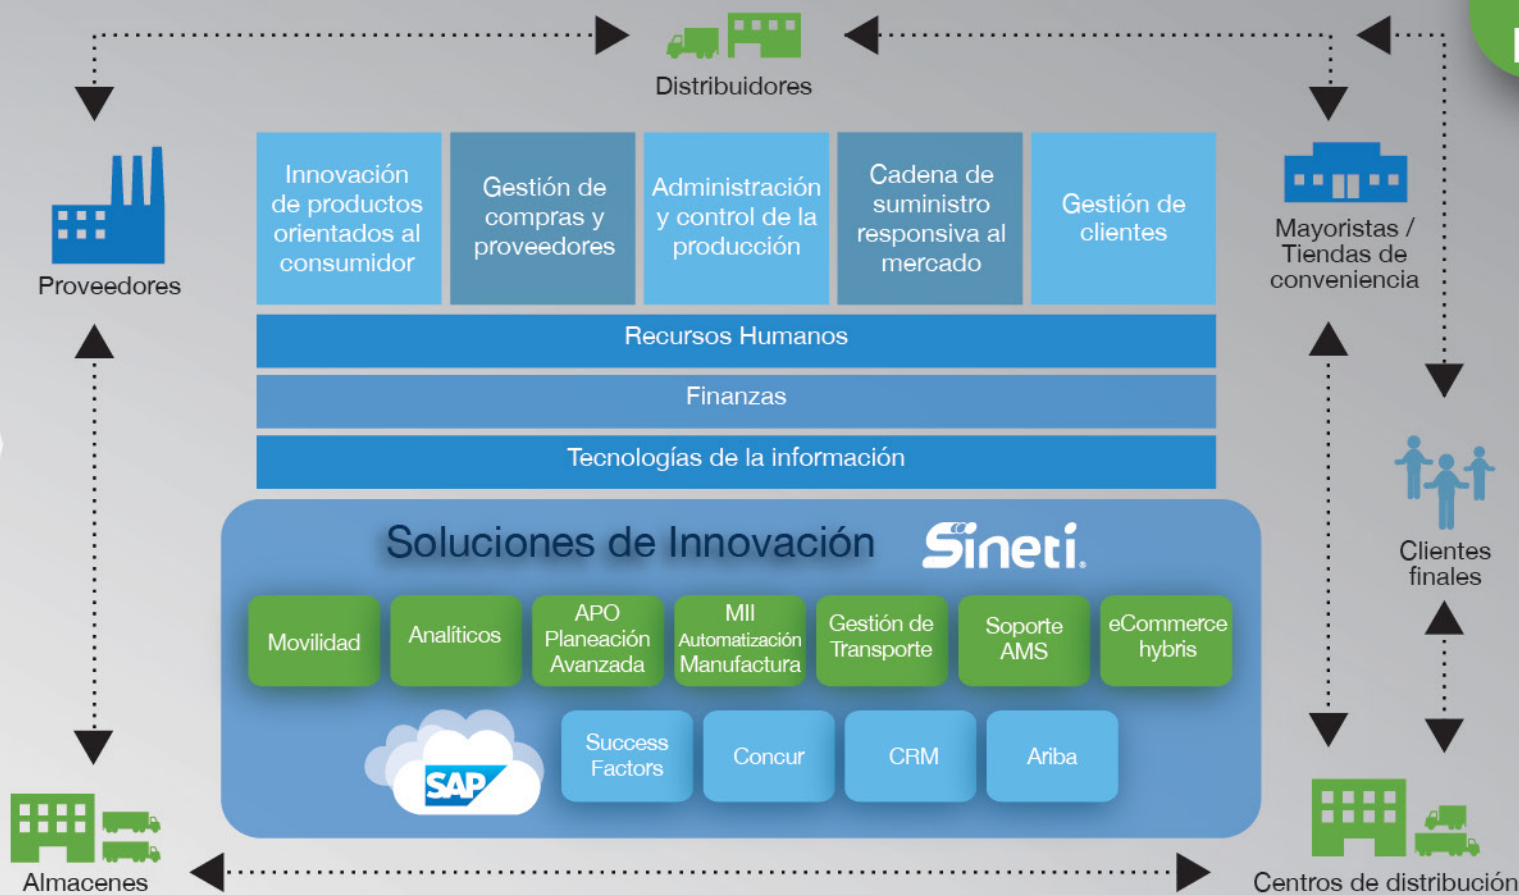 Distribuidores
Proveedores
Innovación
de productos
orientados al
consumidor
Gestión de
compras y
proveedores
Administración
y control de la
producción
Cadena de
suministro
responsiva al
mercado
Gestión de
clientes
Mayoristas /
Tiendas de
conveniencia
Recursos Humanos
Finanzas
Tecnologías de la información
Clientes
finales
Soluciones de Innovación
Sineti®
Movilidad
Analíticos
APO
Planeación
Avanzada
MII
Automatización
Manufactura
Gestión de
Transporte
Soporte
AMS
eCommerce
hybris
SAP
Success
Factors
Concur
CRM
Ariba
Almacenes
Centros de distribución